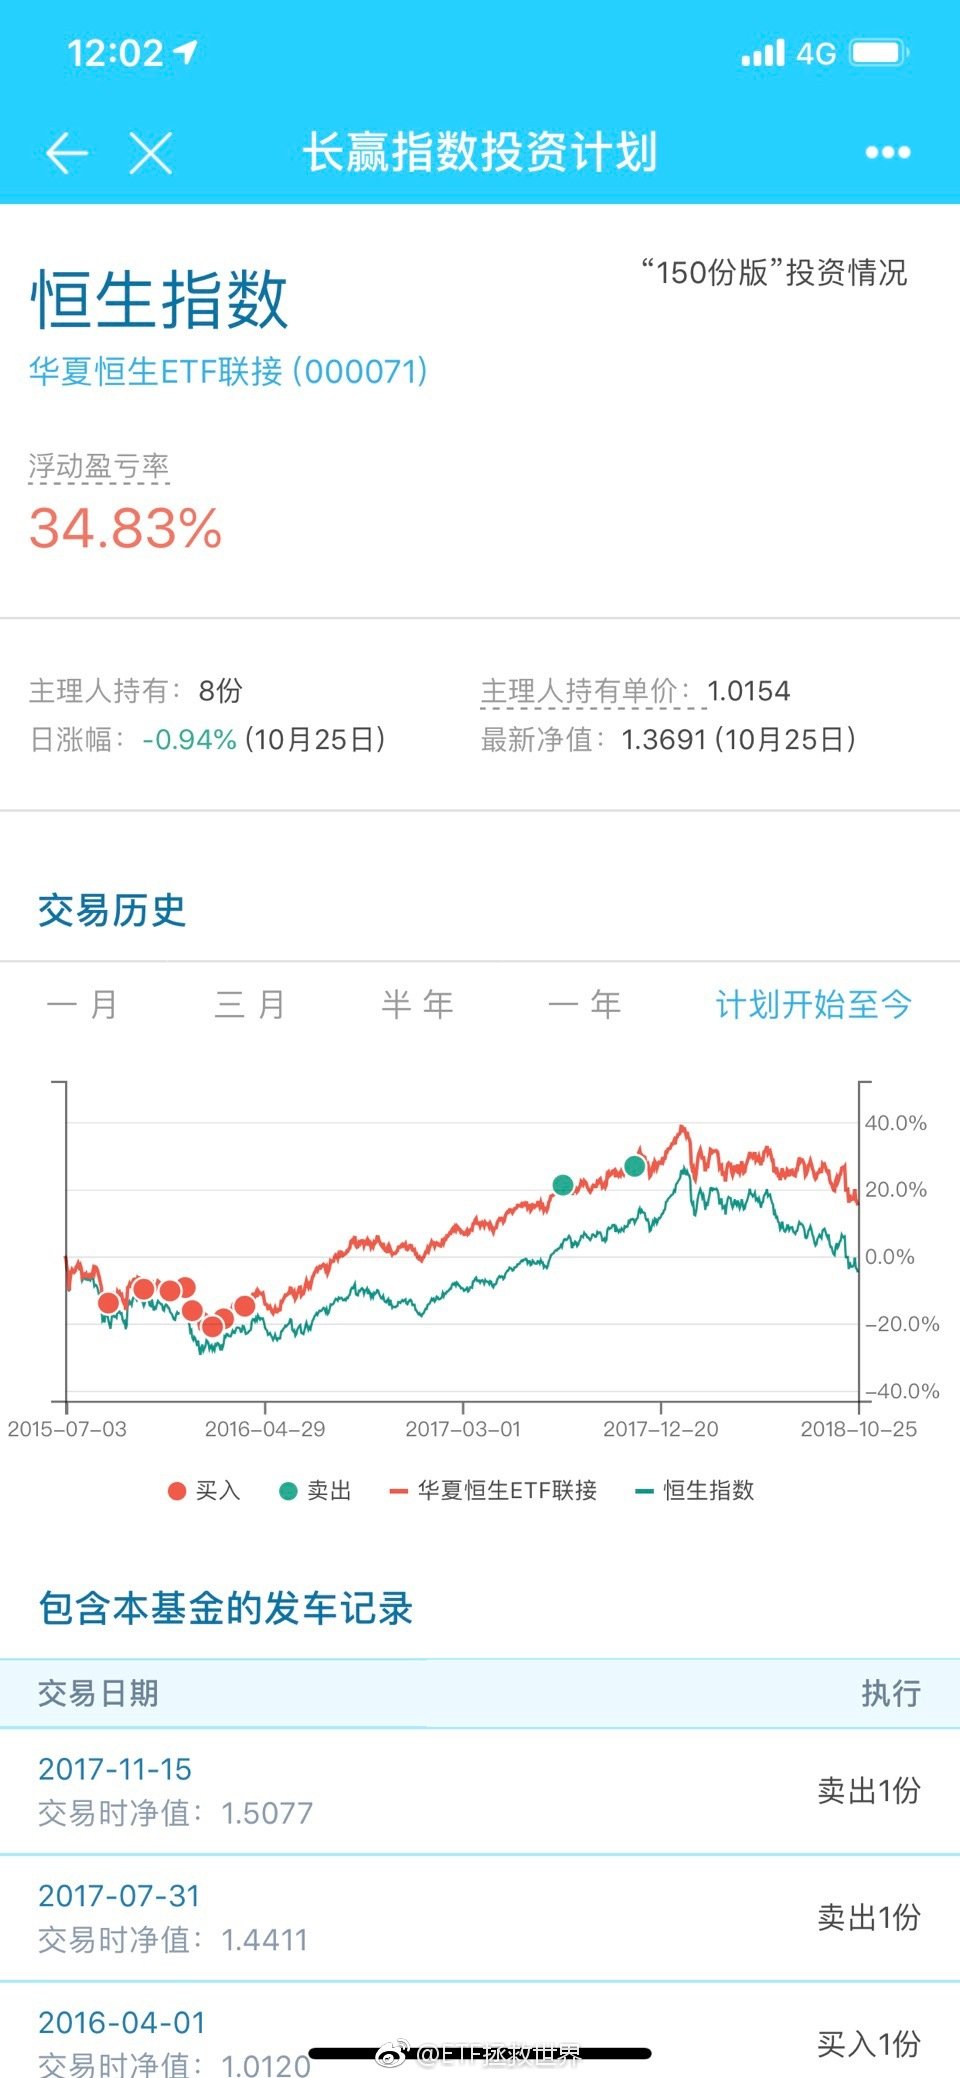 12:02
4G
长赢指数投资计划
恒生指数
“150份版”投资情况
华夏恒生ETF联接 (000071)
浮动盈亏率
34.83%
主理人持有：8份
主理人持有单价：1.0154
日涨幅：-0.94% (10月25日)
最新净值：1.3691 (10月25日)
交易历史
一月 三月 半年 一年 计划开始至今
40.0%
20.0%
0.0%
-20.0%
-40.0%
2015-07-03 2016-04-29 2017-03-01 2017-12-20 2018-10-25
买入 卖出 华夏恒生ETF联接 恒生指数
包含本基金的发车记录
交易日期 执行
2017-11-15
交易时净值：1.5077
卖出1份
2017-07-31
交易时净值：1.4411
卖出1份
2016-04-01
交易时净值：1.0120
买入1份
@ETF拯救世界